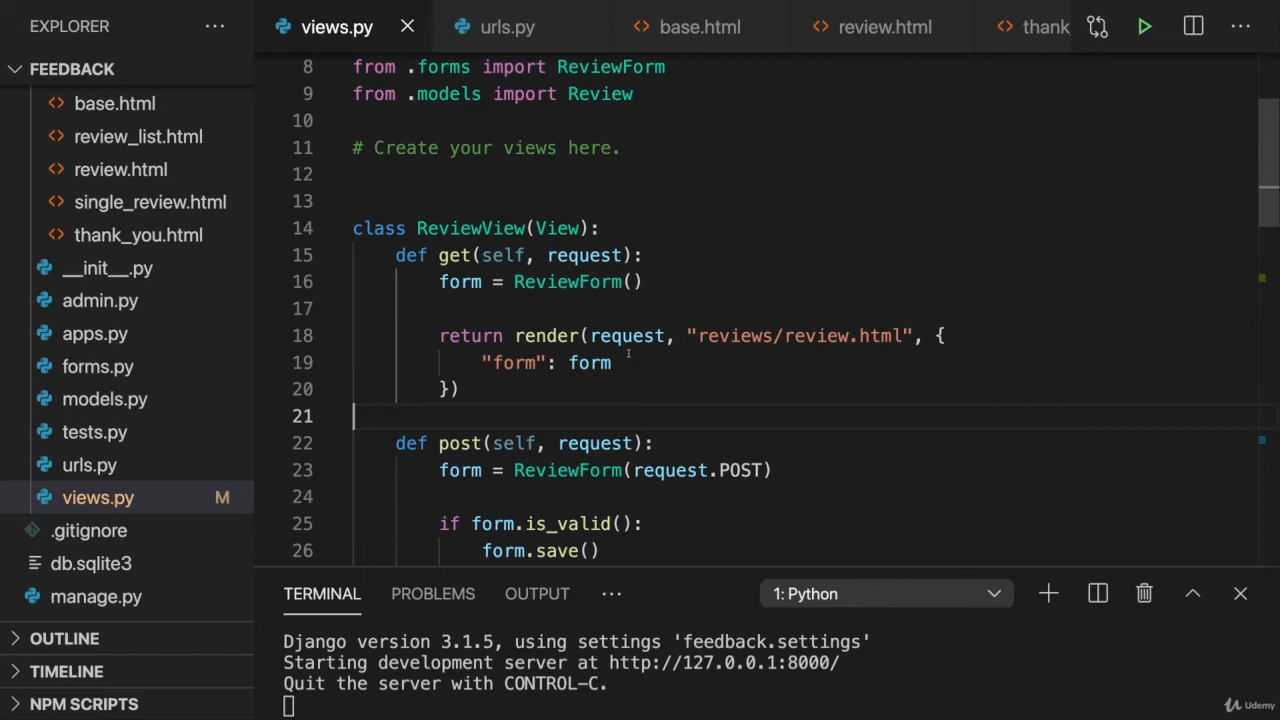 EXPLORER ···
FEEDBACK
base.html
review_list.html
review.html
single_review.html
thank_you.html
__init__.py
admin.py
apps.py
forms.py
models.py
tests.py
urls.py
views.py M
.gitignore
db.sqlite3
manage.py
OUTLINE
TIMELINE
NPM SCRIPTS
views.py urls.py base.html review.html thank
8 from .forms import ReviewForm
9 from .models import Review
10
11 # Create your views here.
12
13
14 class ReviewView(View):
15 def get(self, request):
16 form = ReviewForm()
17
18 return render(request, "reviews/review.html", {
19 "form": form
20 })
21
22 def post(self, request):
23 form = ReviewForm(request.POST)
24
25 if form.is_valid():
26 form.save()
TERMINAL PROBLEMS OUTPUT ··· 1: Python
Django version 3.1.5, using settings 'feedback.settings'
Starting development server at http://127.0.0.1:8000/
Quit the server with CONTROL-C.
Udemy